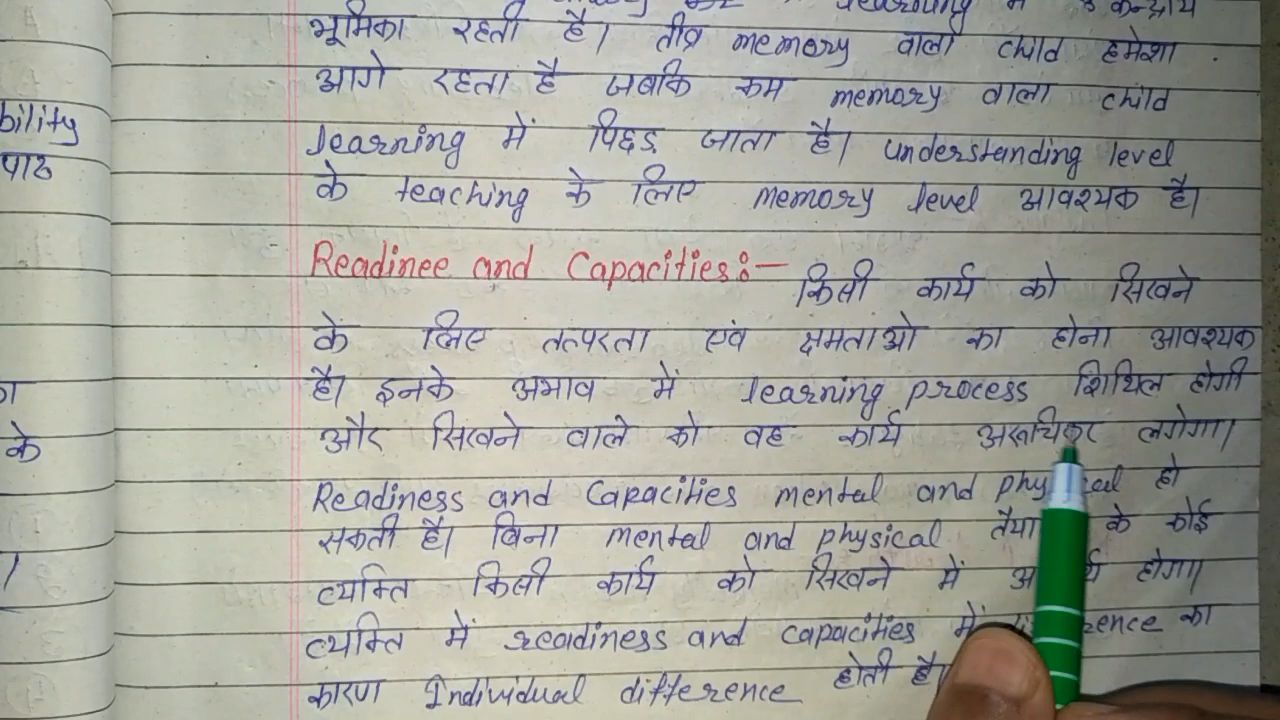 learning में
भूमिका रहती है। तीव्र memory वाला child हमेशा
आगे रहता है जबकि कम memory वाला child
learning में पिछड़ जाता है। understanding level
के teaching के लिए memory level आवश्यक है।
Readinee and Capacities:-
किसी कार्य को सिखने
के लिए तत्परता एवं क्षमताओ का होना आवश्यक
है। इनके अभाव में learning process शिथिल होगी
और सिखने वाले को वह कार्य अरूचिकर लगेगा।
Readiness and Capacities mental and physical हो
सकती है। बिना mental and physical के कोई
व्यक्ति किसी कार्य को सिखने में होगा।
व्यक्ति में readiness and capacities में का
कारण Individual difference होती है।
bility
पाठ
के